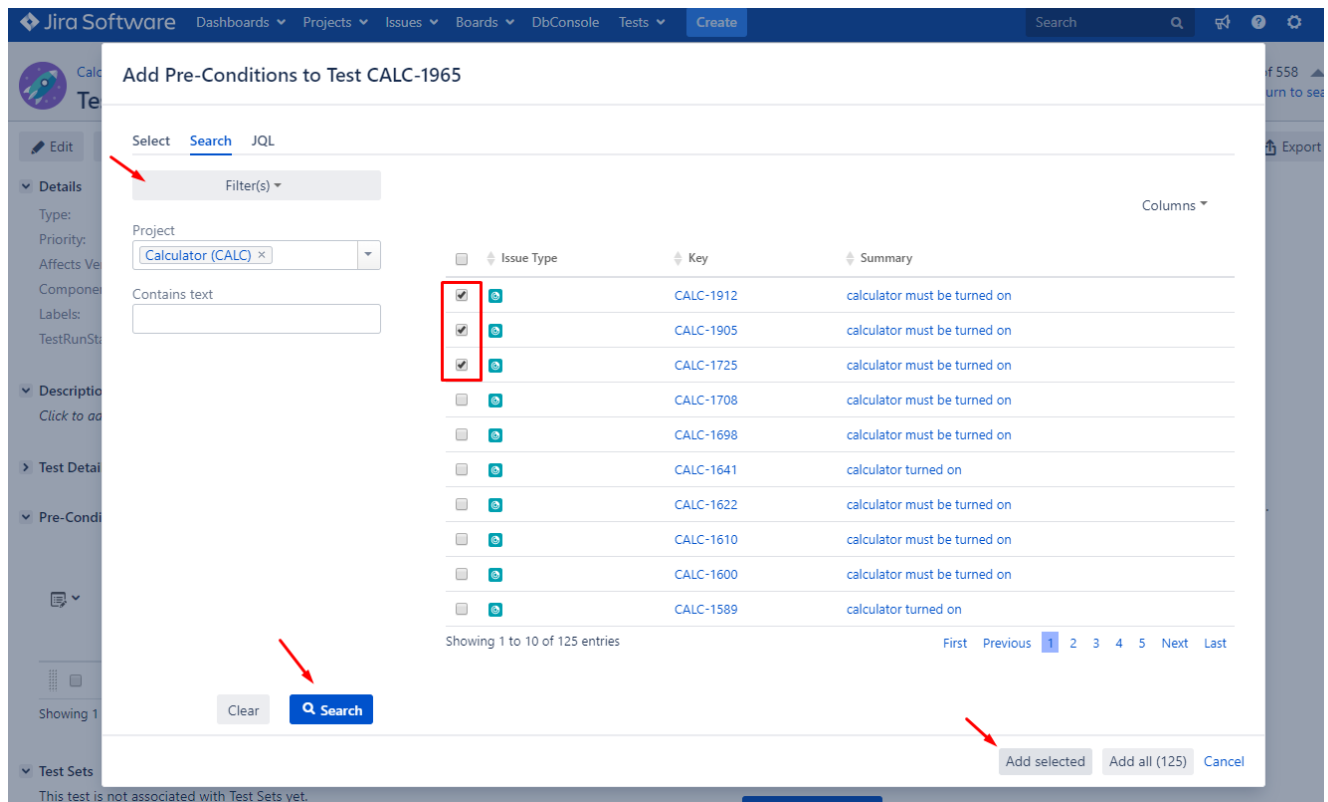 Jira Software Dashboards Projects Issues Boards DbConsole Tests Create Search
Calc
Te
of 558
urn to sea
Edit
Export
Details
Type:
Priority:
Affects Ve
Componen
Labels:
TestRunSta
Descriptio
Click to ad
Test Detai
Pre-Condi
Showing 1
Test Sets
This test is not associated with Test Sets yet.
Add Pre-Conditions to Test CALC-1965
Select Search JQL
Filter(s)
Columns
Project
Calculator (CALC) ×
Contains text
Issue Type Key Summary
CALC-1912 calculator must be turned on
CALC-1905 calculator must be turned on
CALC-1725 calculator must be turned on
CALC-1708 calculator must be turned on
CALC-1698 calculator must be turned on
CALC-1641 calculator turned on
CALC-1622 calculator must be turned on
CALC-1610 calculator must be turned on
CALC-1600 calculator must be turned on
CALC-1589 calculator turned on
Showing 1 to 10 of 125 entries
First Previous 1 2 3 4 5 Next Last
Clear Search
Add selected Add all (125) Cancel